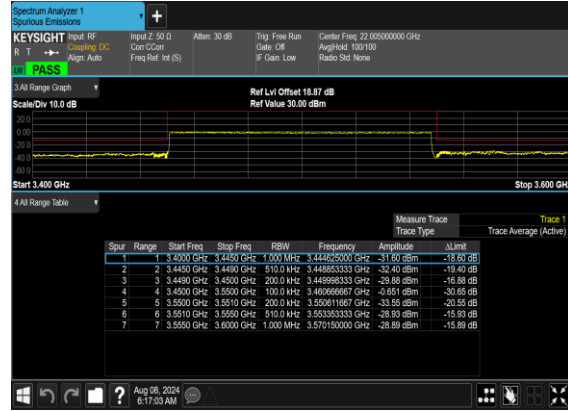 Spectrum Analyzer 1
Spurious Emissions
KEYSIGHT Input: RF Input Z: 50 Ω Atten: 30 dB Trig: Free Run Center Freq: 22.005000000 GHz
R T Coupling: DC Corr CCorr Gate: Off Avg|Hold: 100/100
Align: Auto Freq Ref: Int (S) IF Gain: Low Radio Std: None
PASS
3 All Range Graph
Ref Lvl Offset 18.87 dB
Scale/Div 10.0 dB Ref Value 30.00 dBm
20.0
0.00
-20.0
-40.0
-60.0
Start 3.400 GHz Stop 3.600 GHz
4 All Range Table
Measure Trace Trace 1
Trace Type Trace Average (Active)
Spur Range Start Freq Stop Freq RBW Frequency Amplitude ΔLimit
1 1 3.4000 GHz 3.4450 GHz 1.000 MHz 3.444625000 GHz -31.60 dBm -18.60 dB
2 2 3.4450 GHz 3.4490 GHz 510.0 kHz 3.448853333 GHz -32.40 dBm -19.40 dB
3 3 3.4490 GHz 3.4500 GHz 200.0 kHz 3.449998333 GHz -29.88 dBm -16.88 dB
4 4 3.4500 GHz 3.5500 GHz 100.0 kHz 3.460666667 GHz -0.651 dBm -30.65 dB
5 5 3.5500 GHz 3.5510 GHz 200.0 kHz 3.550611667 GHz -33.55 dBm -20.55 dB
6 6 3.5510 GHz 3.5550 GHz 510.0 kHz 3.553353333 GHz -28.93 dBm -15.93 dB
7 7 3.5550 GHz 3.6000 GHz 1.000 MHz 3.570150000 GHz -28.89 dBm -15.89 dB
Aug 08, 2024
6:17:03 AM